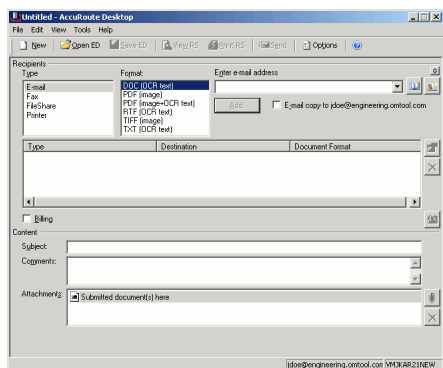 Untitled - AccuRoute Desktop
File Edit View Tools Help
New Open ED Save ED View RS Print RS Send Options
Recipients
Type Format: Enter e-mail address
E-mail
Fax
FileShare
Printer
DOC (OCR text)
PDF (image)
PDF (image+OCR text)
RTF (OCR text)
TIFF (image)
TXT (OCR text)
Add E-mail copy to jdoe@engineering.omtool.com
Type Destination Document Format
Billing
Content
Subject:
Comments:
Attachments: Submitted document(s) here
jdoe@engineering.omtool.com VMJKAR21NEW